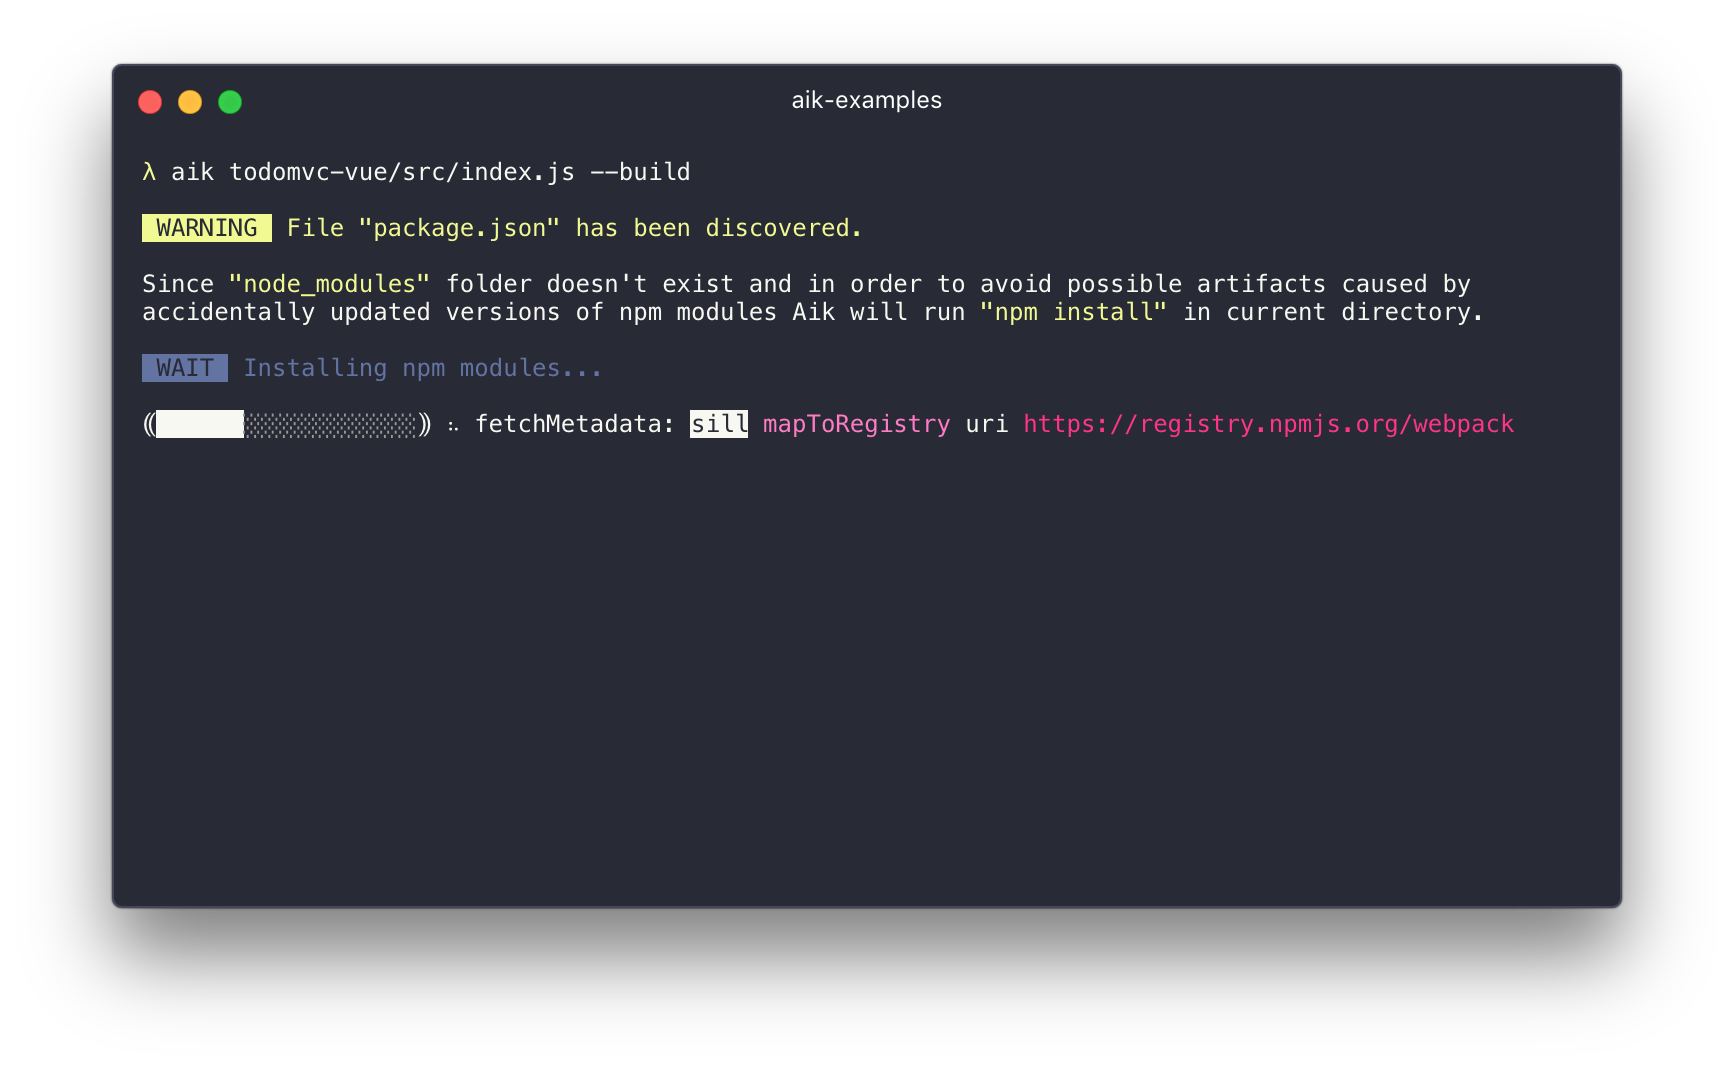 aik-examples
λ aik todomvc-vue/src/index.js --build
WARNING File "package.json" has been discovered.
Since "node_modules" folder doesn't exist and in order to avoid possible artifacts caused by
accidentally updated versions of npm modules Aik will run "npm install" in current directory.
WAIT Installing npm modules...
⸨██████░░░░░░░░░░░░⸩ ⠦ fetchMetadata: sill mapToRegistry uri https://registry.npmjs.org/webpack